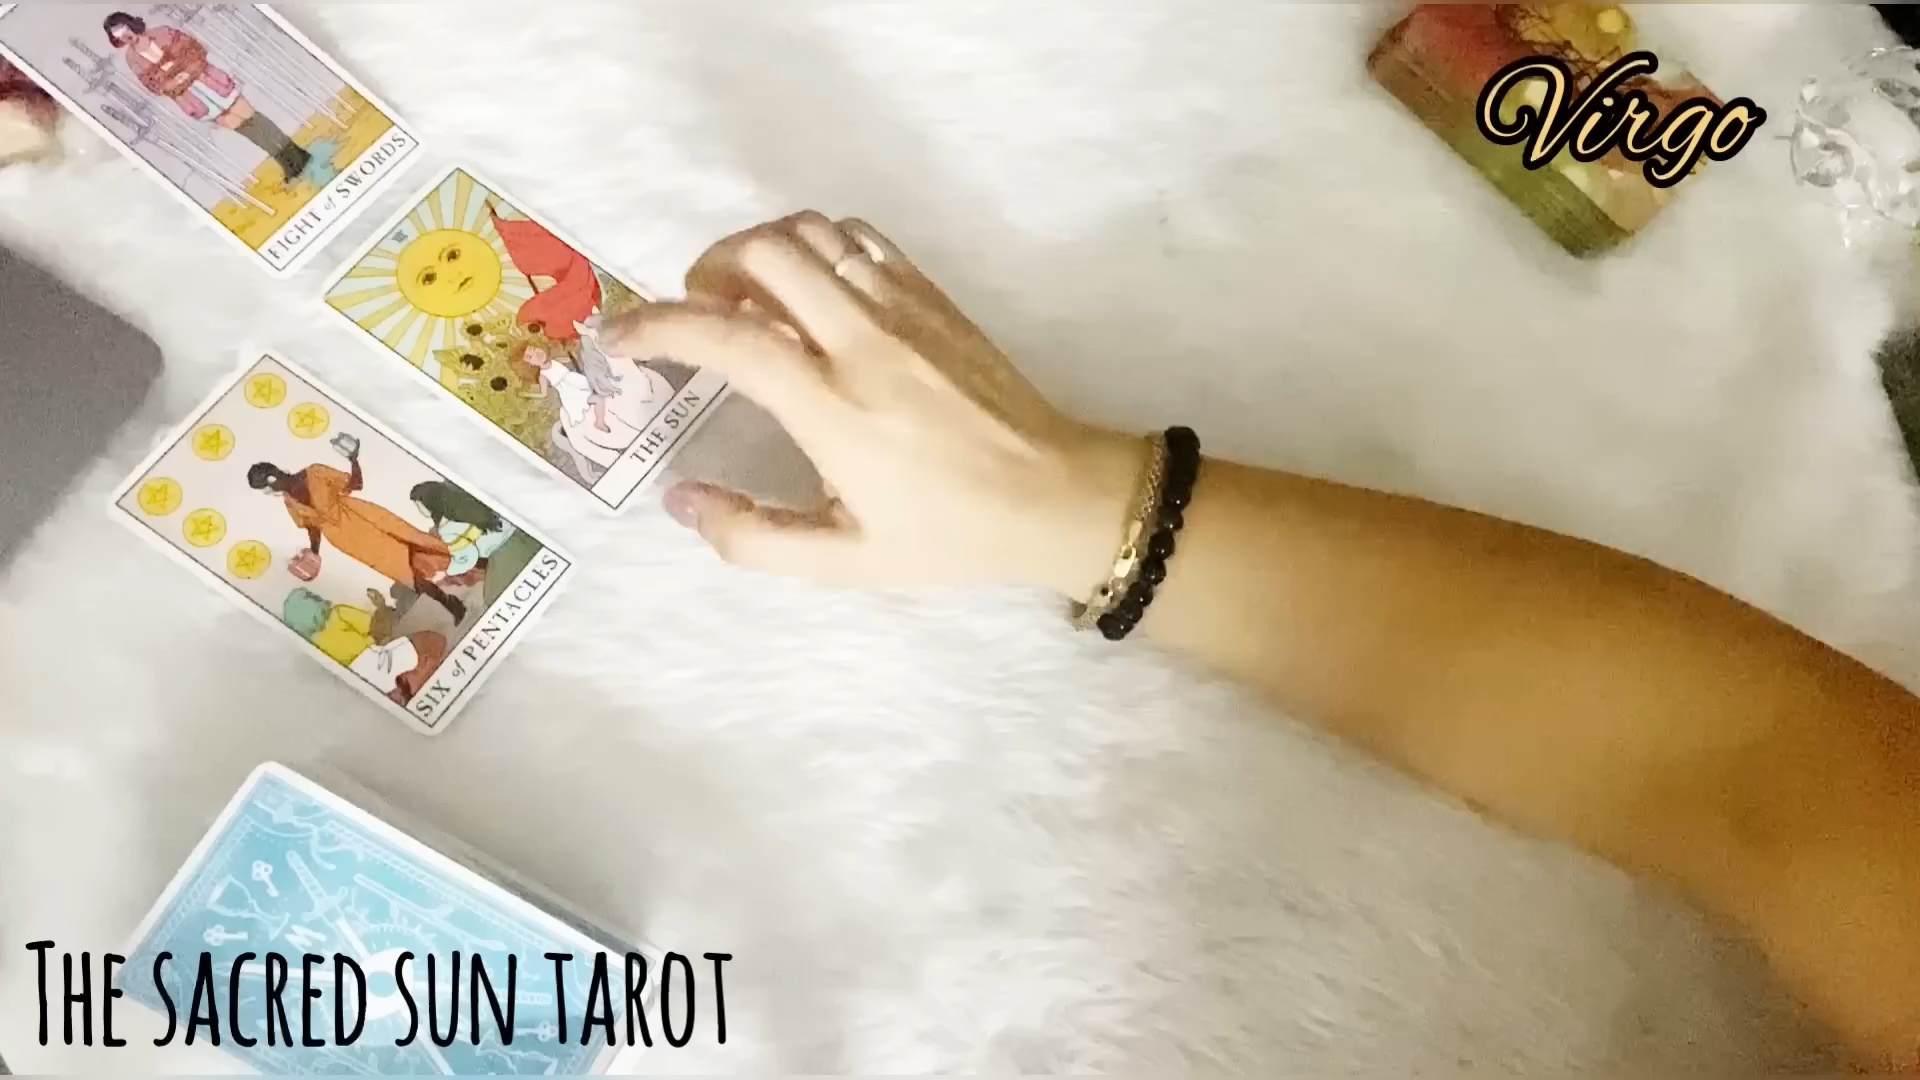 Virgo
EIGHT of SWORDS
THE SUN
SIX of PENTACLES
THE SACRED SUN TAROT